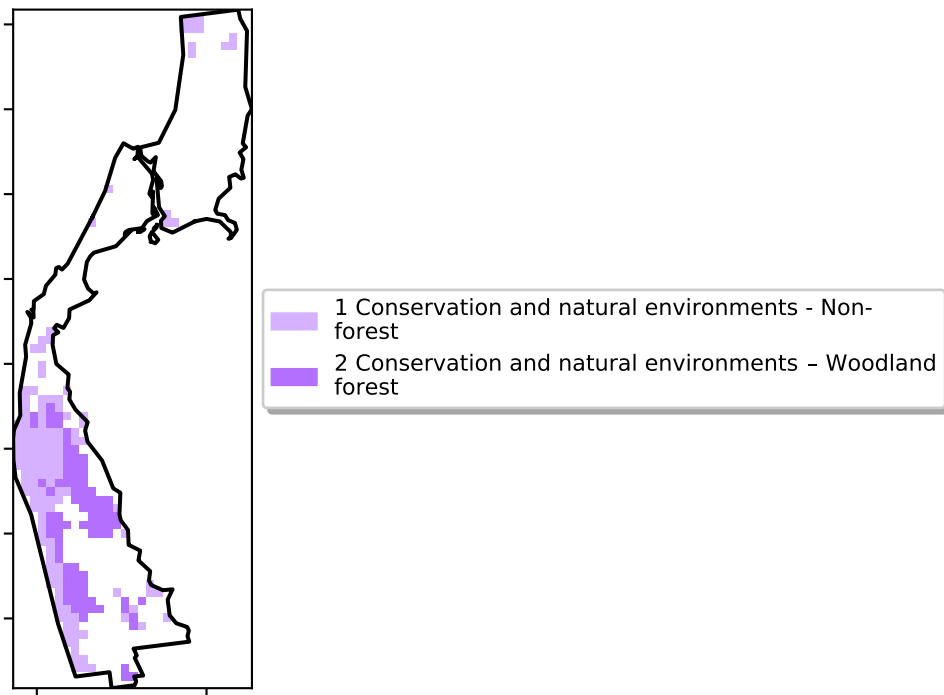 1 Conservation and natural environments - Non-
forest
2 Conservation and natural environments – Woodland
forest